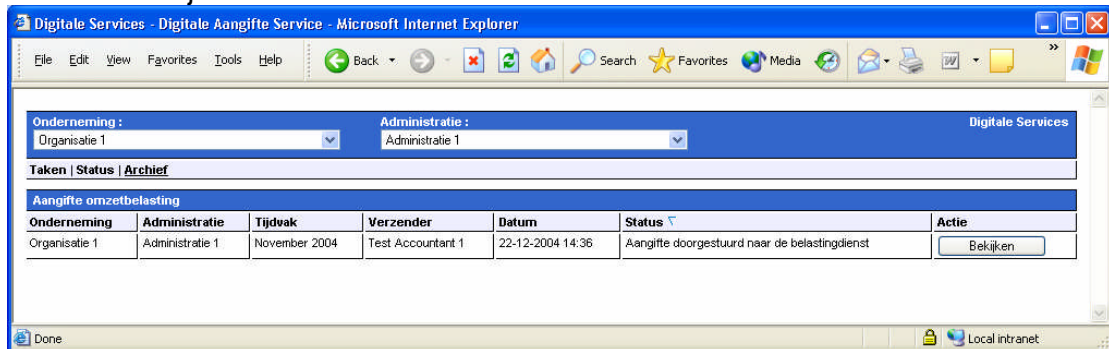 Digitale Services - Digitale Aangifte Service - Microsoft Internet Explorer
File Edit View Favorites Tools Help Back Search Favorites Media
Onderneming : Administratie : Digitale Services
Organisatie 1 Administratie 1
Taken | Status | Archief
Aangifte omzetbelasting
Onderneming Administratie Tijdvak Verzender Datum Status Actie
Organisatie 1 Administratie 1 November 2004 Test Accountant 1 22-12-2004 14:36 Aangifte doorgestuurd naar de belastingdienst Bekijken
Done Local intranet